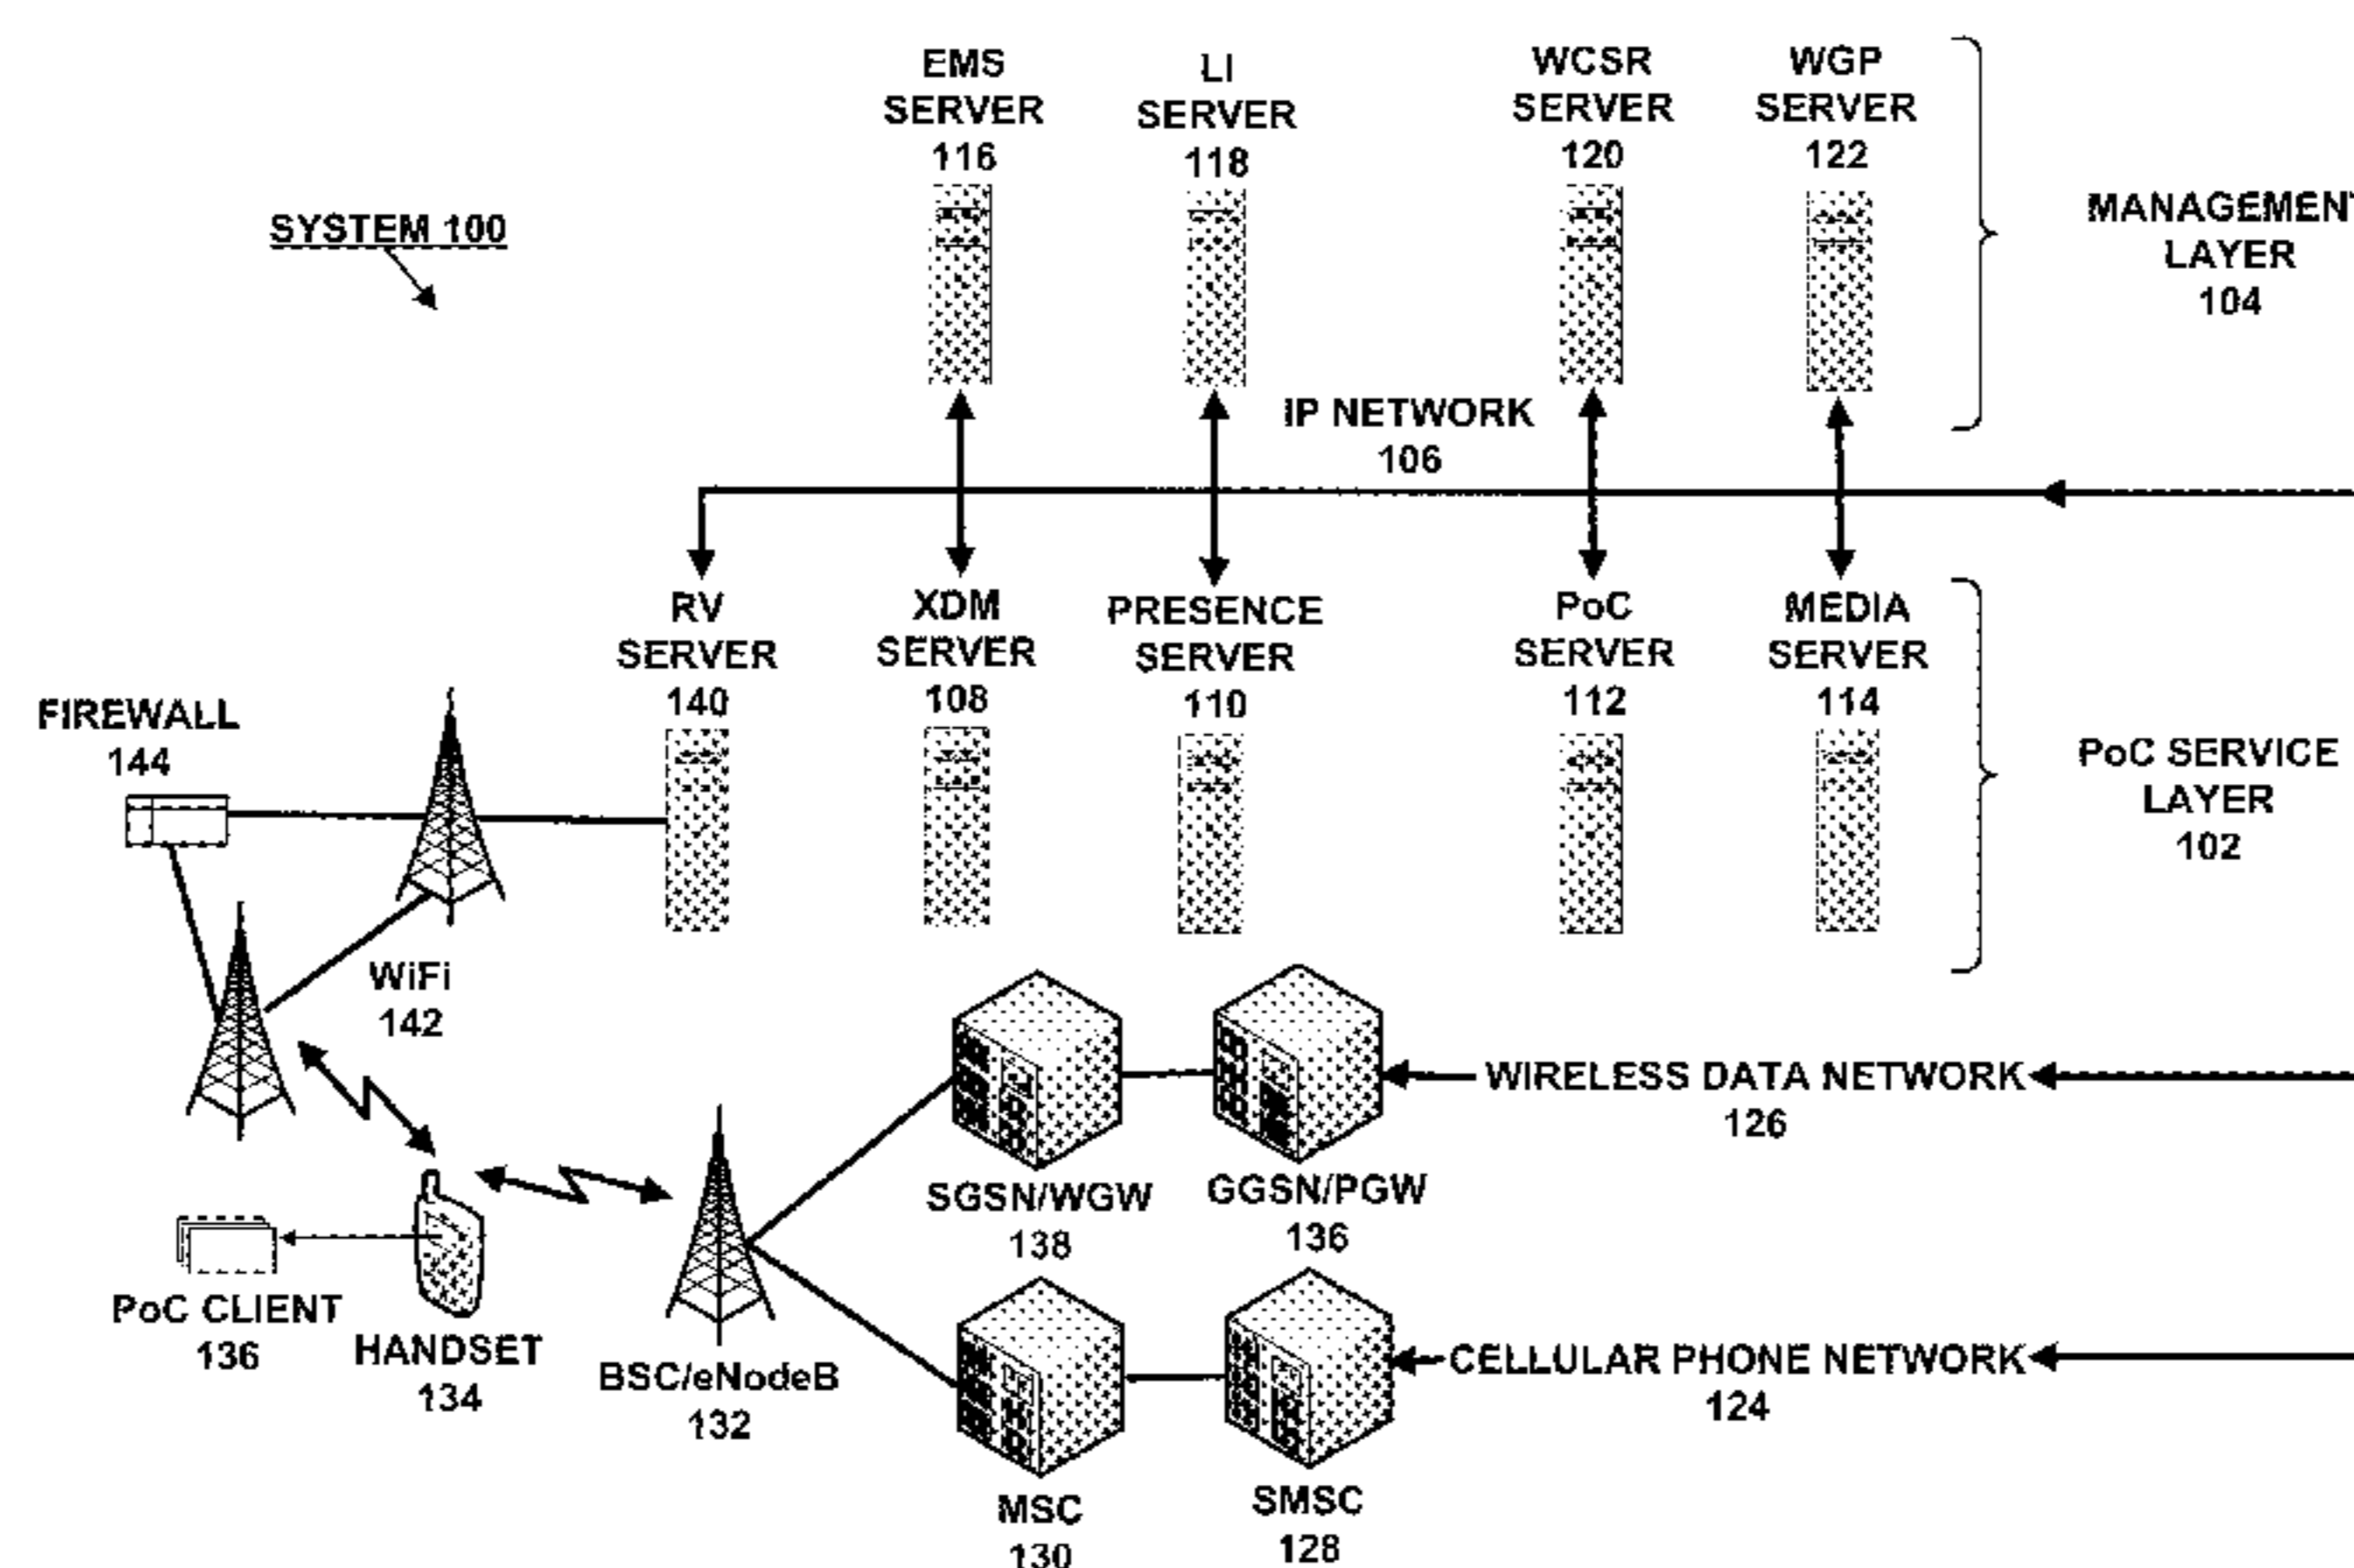 EMS
SERVER
116
LI
SERVER
118
WCSR
SERVER
120
WGP
SERVER
122
SYSTEM 100
MANAGEMENT
LAYER
104
IP NETWORK
106
RV
SERVER
140
XDM
SERVER
108
PRESENCE
SERVER
110
PoC
SERVER
112
MEDIA
SERVER
114
FIREWALL
144
PoC SERVICE
LAYER
102
WiFi
142
WIRELESS DATA NETWORK
126
SGSN/WGW
138
GGSN/PGW
136
PoC CLIENT
136
HANDSET
134
BSC/eNodeB
132
CELLULAR PHONE NETWORK
124
MSC
130
SMSC
128